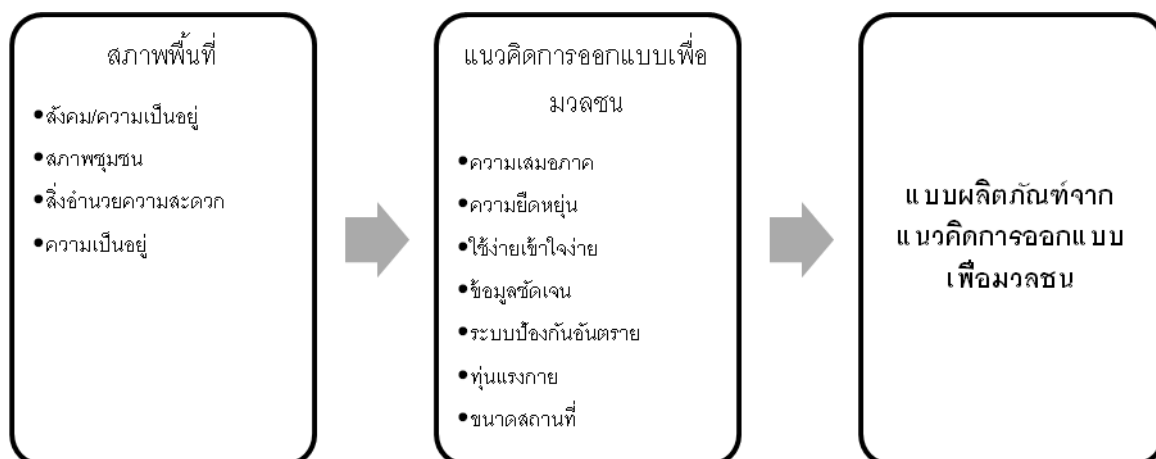 สภาพพื้นที่
•สังคม/ความเป็นอยู่
•สภาพชุมชน
•สิ่งอำนวยความสะดวก
•ความเป็นอยู่
แนวคิดการออกแบบเพื่อ
มวลชน
•ความเสมอภาค
•ความยืดหยุ่น
•ใช้ง่ายเข้าใจง่าย
•ข้อมูลชัดเจน
•ระบบป้องกันอันตราย
•ทุ่นแรงกาย
•ขนาดสถานที่
แบบผลิตภัณฑ์จาก
แนวคิดการออกแบบ
เพื่อมวลชน